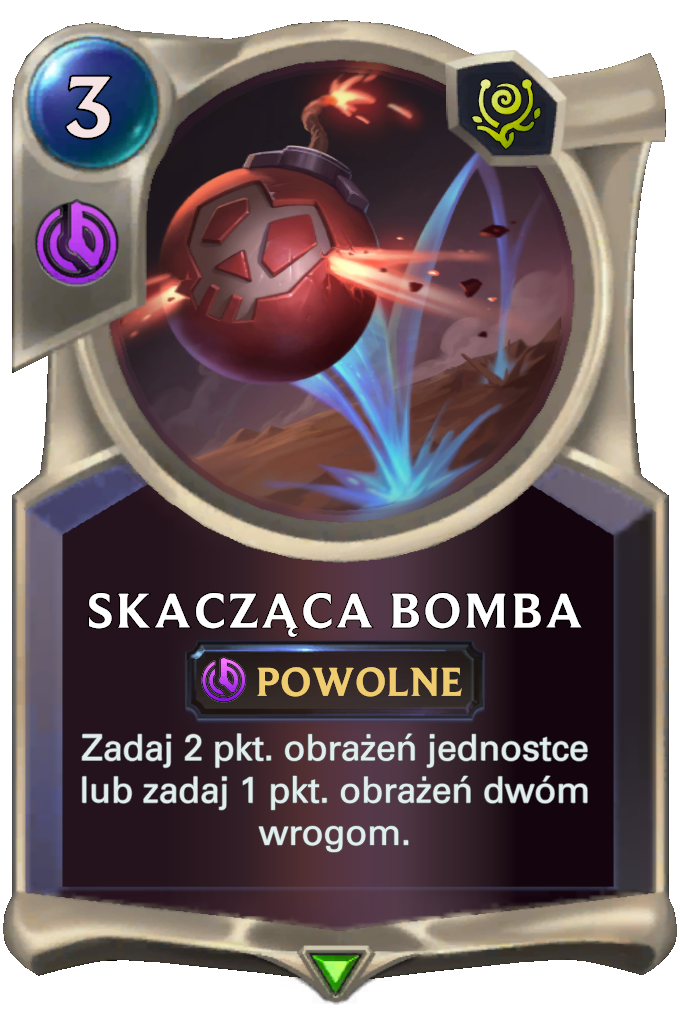 3
SKACZĄCA BOMBA
POWOLNE
Zadaj 2 pkt. obrażeń jednostce
lub zadaj 1 pkt. obrażeń dwóm
wrogom.